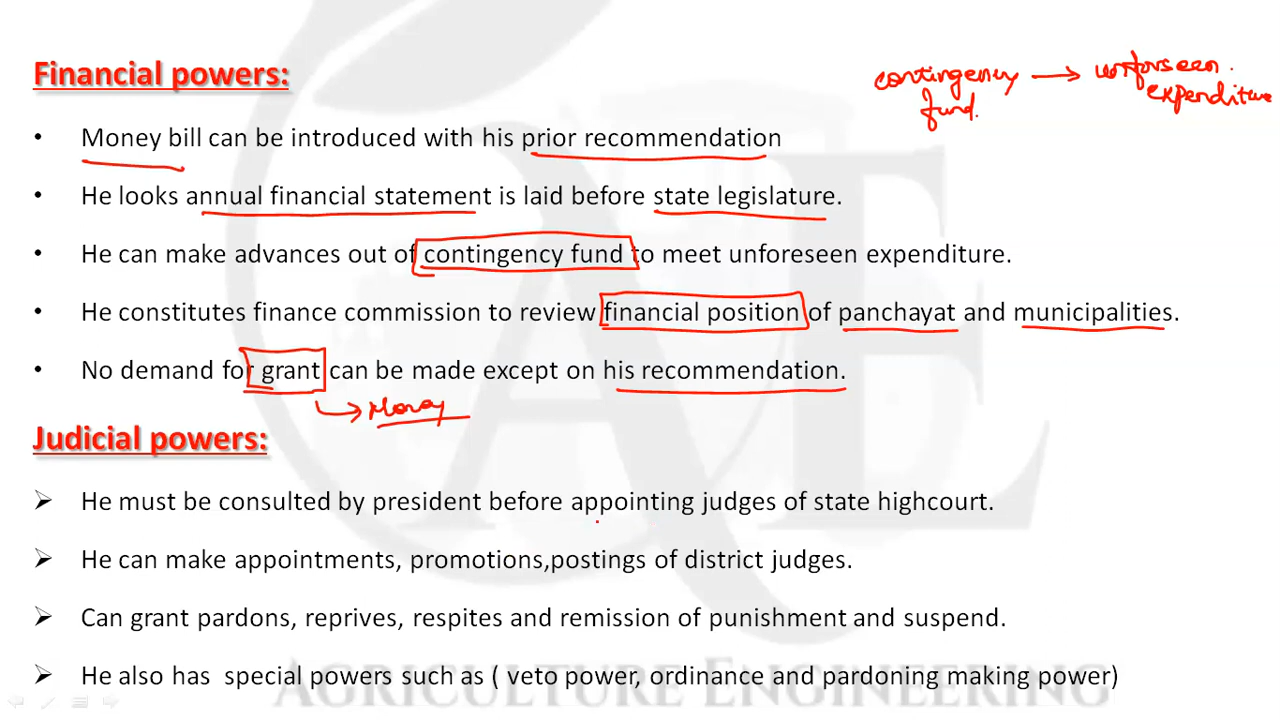 Financial powers:
contingency → unforseen.
fund.
expenditure
• Money bill can be introduced with his prior recommendation
• He looks annual financial statement is laid before state legislature.
• He can make advances out of contingency fund to meet unforeseen expenditure.
• He constitutes finance commission to review financial position of panchayat and municipalities.
• No demand for grant can be made except on his recommendation.
→ Money
Judicial powers:
➢ He must be consulted by president before appointing judges of state highcourt.
➢ He can make appointments, promotions,postings of district judges.
➢ Can grant pardons, reprives, respites and remission of punishment and suspend.
➢ He also has special powers such as ( veto power, ordinance and pardoning making power)
AGRICULTURE ENGINEERING